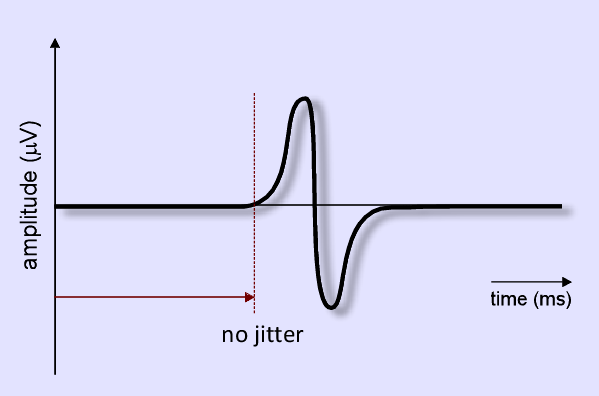 amplitude (μV)
time (ms)
no jitter